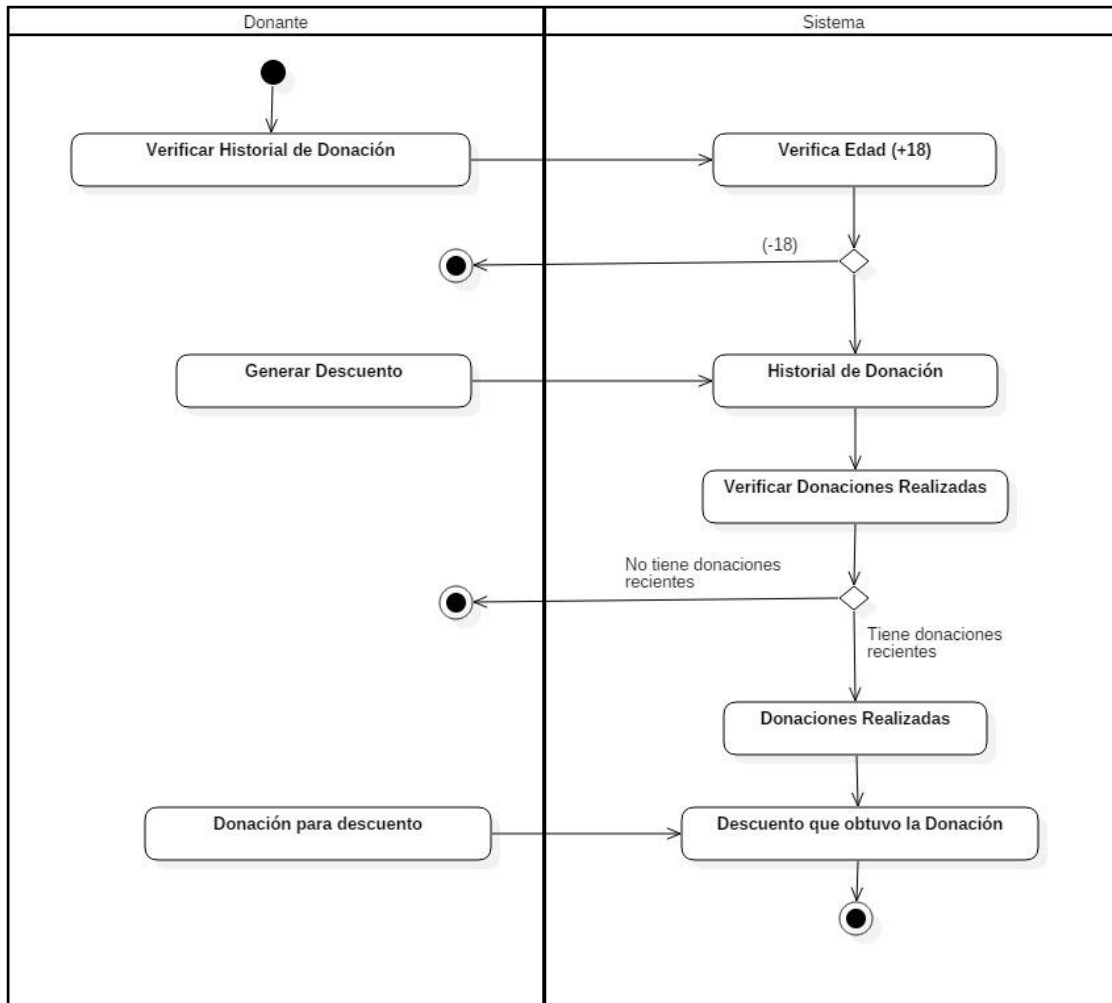 Donante
Sistema
Verificar Historial de Donación
Verifica Edad (+18)
(-18)
Generar Descuento
Historial de Donación
Verificar Donaciones Realizadas
No tiene donaciones
recientes
Tiene donaciones
recientes
Donaciones Realizadas
Donación para descuento
Descuento que obtuvo la Donación